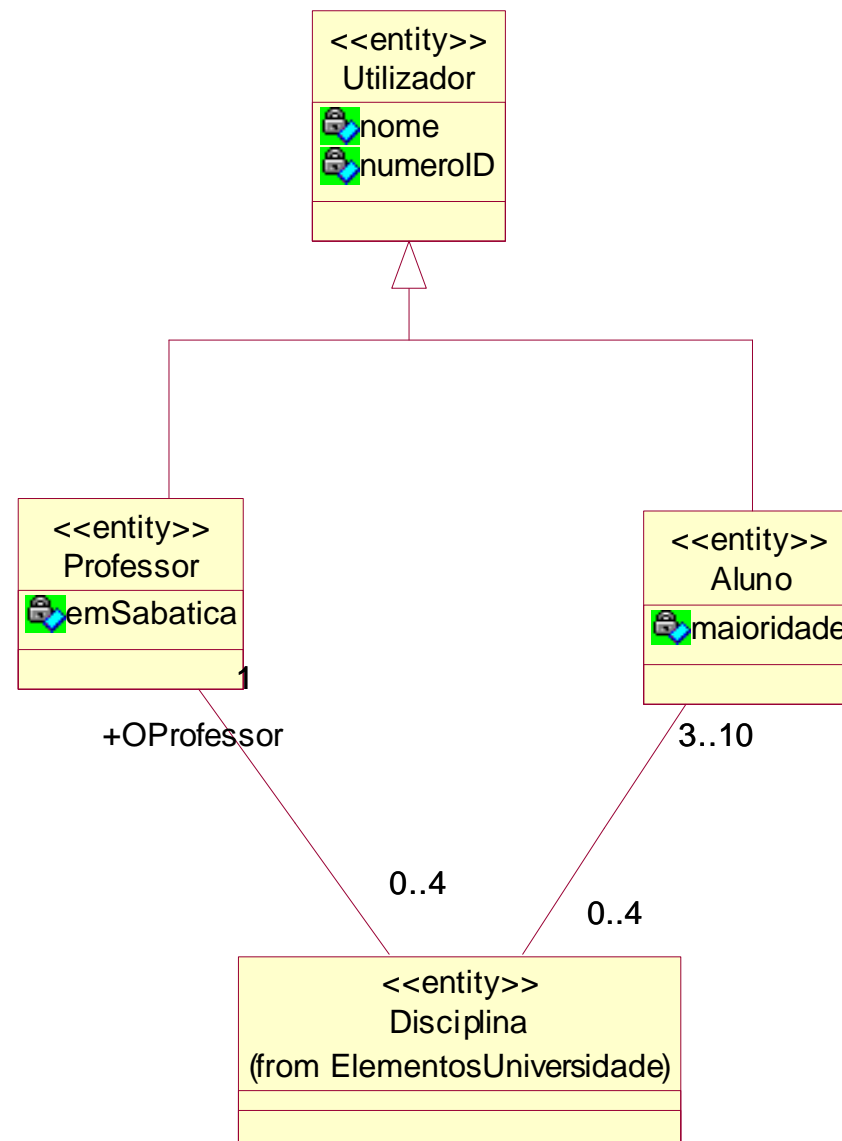 <<entity>>
Utilizador
nome
numeroID
<<entity>>
Professor
emSabatica
1
+OProfessor
<<entity>>
Aluno
maioridade
3..10
0..4
0..4
<<entity>>
Disciplina
(from ElementosUniversidade)